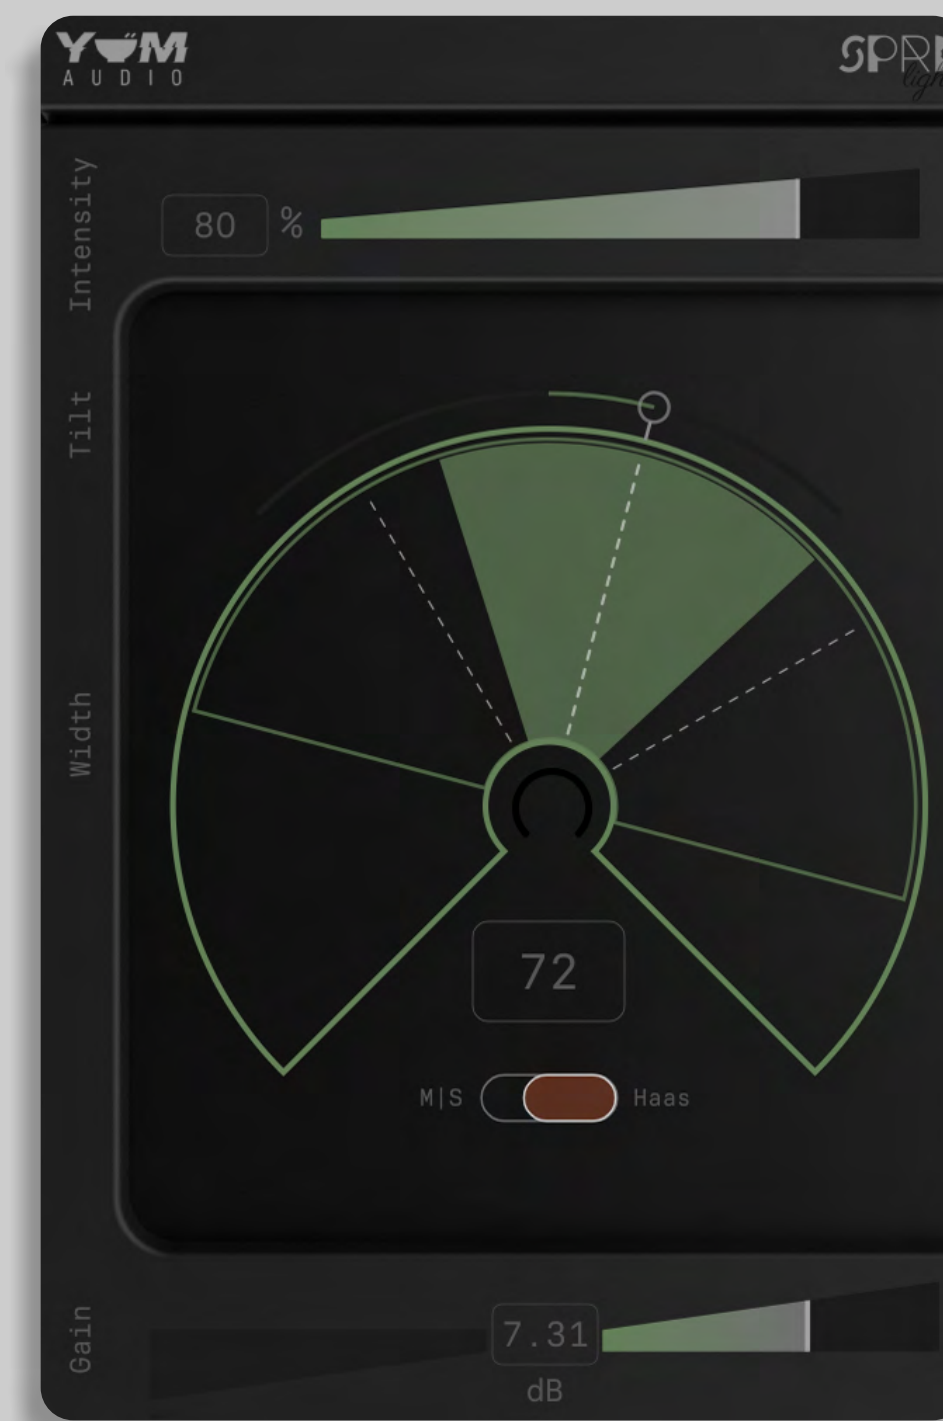 YUM
AUDIO
Intensity
80 %
Tilt
Width
72
M|S
Haas
Gain
7.31
dB